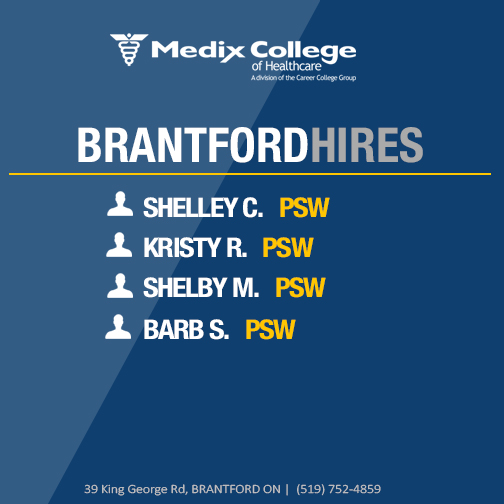 Medix College
of Healthcare
A division of the Career College Group
BRANTFORDHIRES
SHELLEY C. PSW
KRISTY R. PSW
SHELBY M. PSW
BARB S. PSW
39 King George Rd, BRANTFORD ON | (519) 752-4859